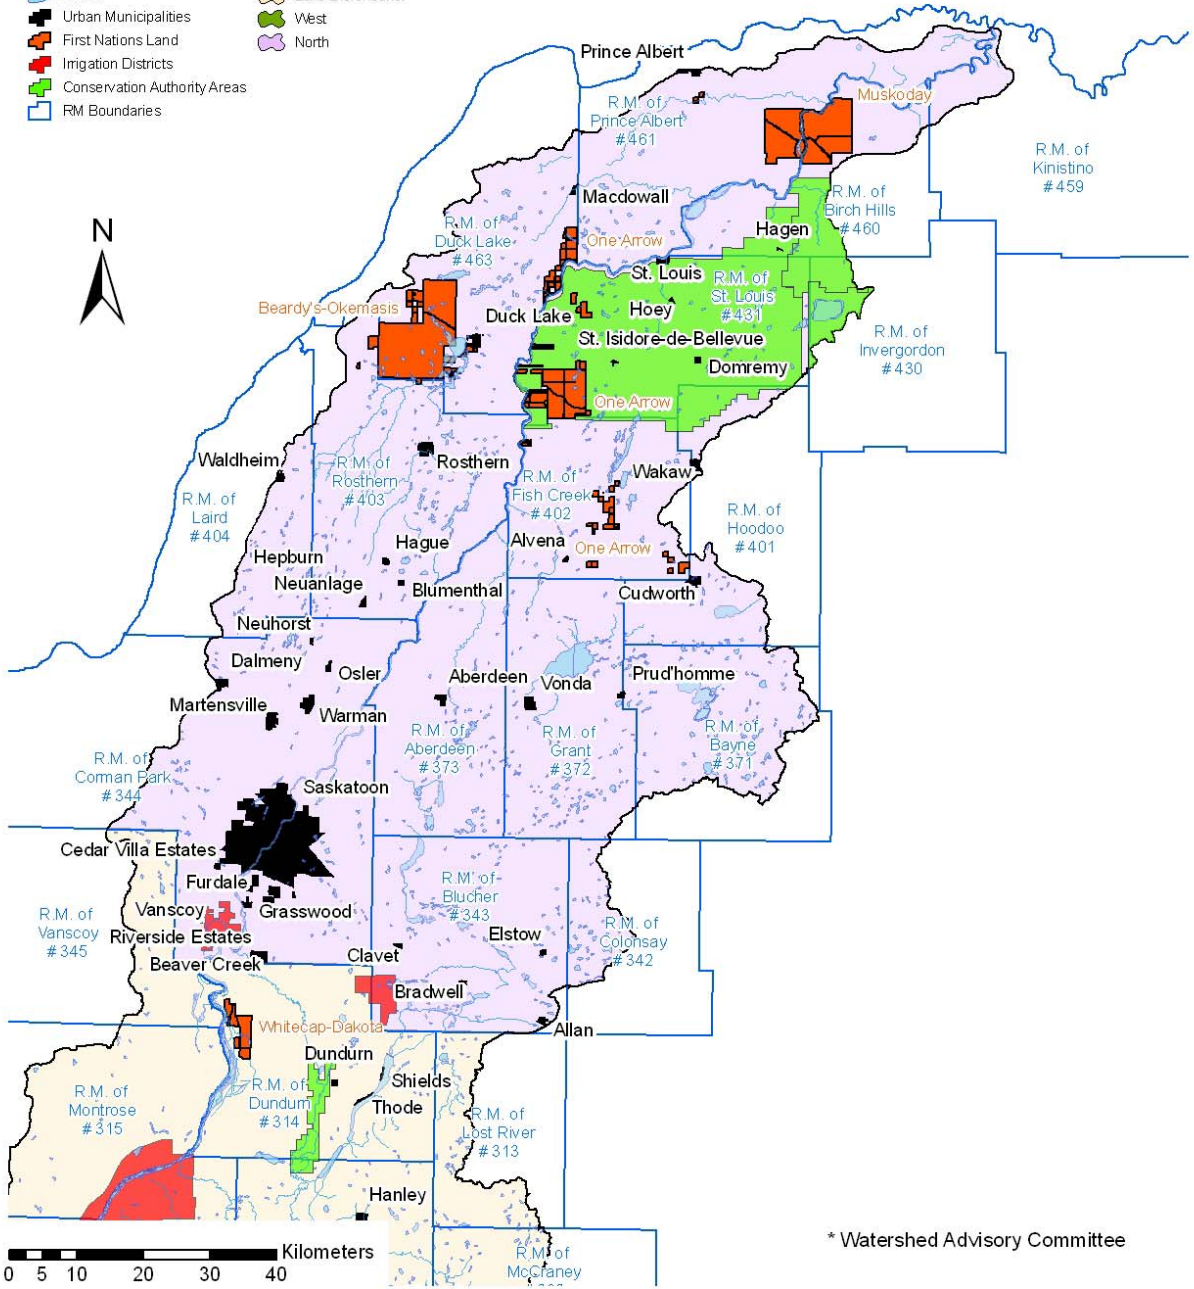 Urban Municipalities
First Nations Land
Irrigation Districts
Conservation Authority Areas
RM Boundaries
West
North
N
Prince Albert
Muskoday
R.M. of
Prince Albert
#461
R.M. of
Kinistino
#459
Macdowall
R.M. of
Birch Hills
#460
R.M. of
Duck Lake
#463
One Arrow
Hagen
St. Louis
R.M. of
St. Louis
#431
Beardy's-Okemasis
Duck Lake
Hoey
St. Isidore-de-Bellevue
Domremy
R.M. of
Invergordon
#430
One Arrow
Waldheim
R.M. of
Rosthern
#403
Rosthern
R.M. of
Fish Creek
#402
Wakaw
R.M. of
Laird
#404
R.M. of
Hoodoo
#401
Hague
Alvena
One Arrow
Hepburn
Neuanlage
Blumenthal
Cudworth
Neuhorst
Dalmeny
Osler
Aberdeen
Vonda
Prud'homme
Martensville
Warman
R.M. of
Aberdeen
#373
R.M. of
Grant
#372
R.M. of
Bayne
#371
R.M. of
Corman Park
#344
Saskatoon
Cedar Villa Estates
Furdale
R.M. of
Blucher
#343
Vanscoy
Grasswood
R.M. of
Vanscoy
#345
Riverside Estates
Elstow
R.M. of
Colonsay
#342
Beaver Creek
Clavet
Bradwell
Whitecap-Dakota
Allan
Dundurn
R.M. of
Montrose
#315
R.M. of
Dundurn
#314
Shields
Thode
R.M. of
Lost River
#313
Hanley
* Watershed Advisory Committee
Kilometers
0 5 10 20 30 40
R.M. of
McCraney